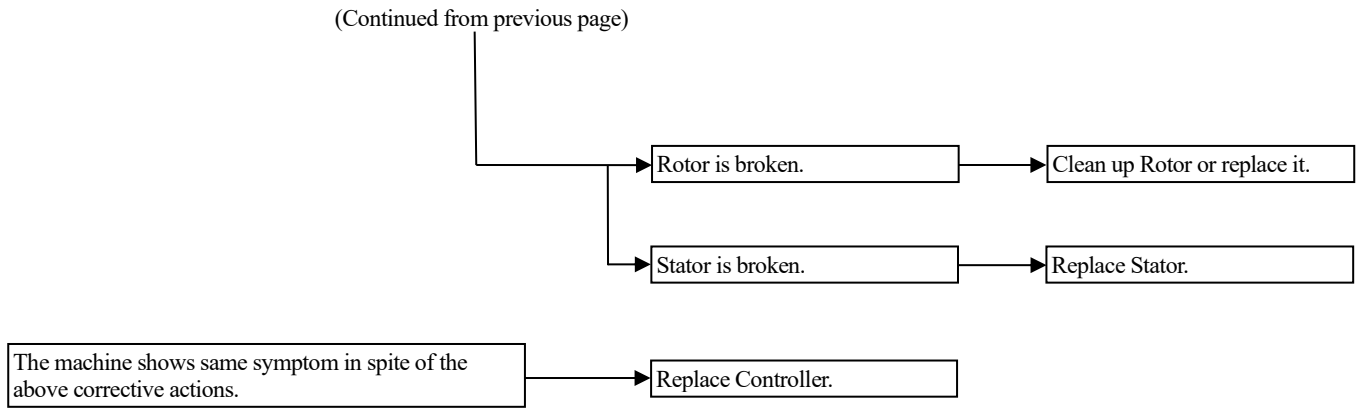 (Continued from previous page)
Rotor is broken.
Clean up Rotor or replace it.
Stator is broken.
Replace Stator.
The machine shows same symptom in spite of the
above corrective actions.
Replace Controller.